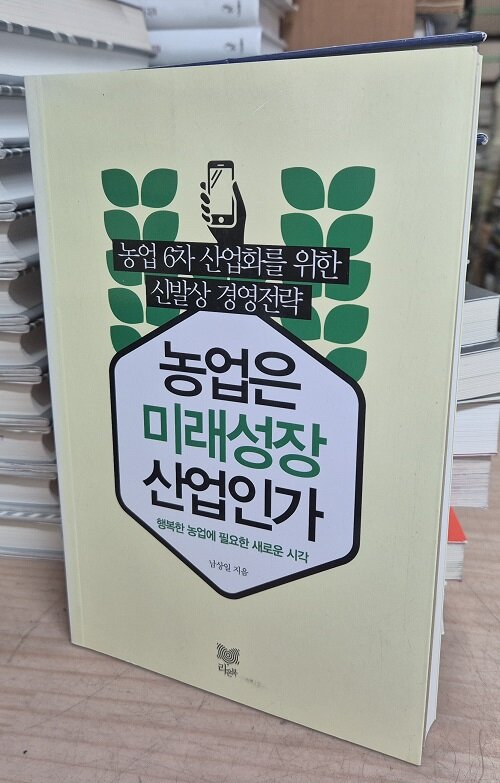 농업 6차 산업화를 위한
신발상 경영전략
농업은
미래성장
산업인가
행복한 농업에 필요한 새로운 시각
남상일 지음